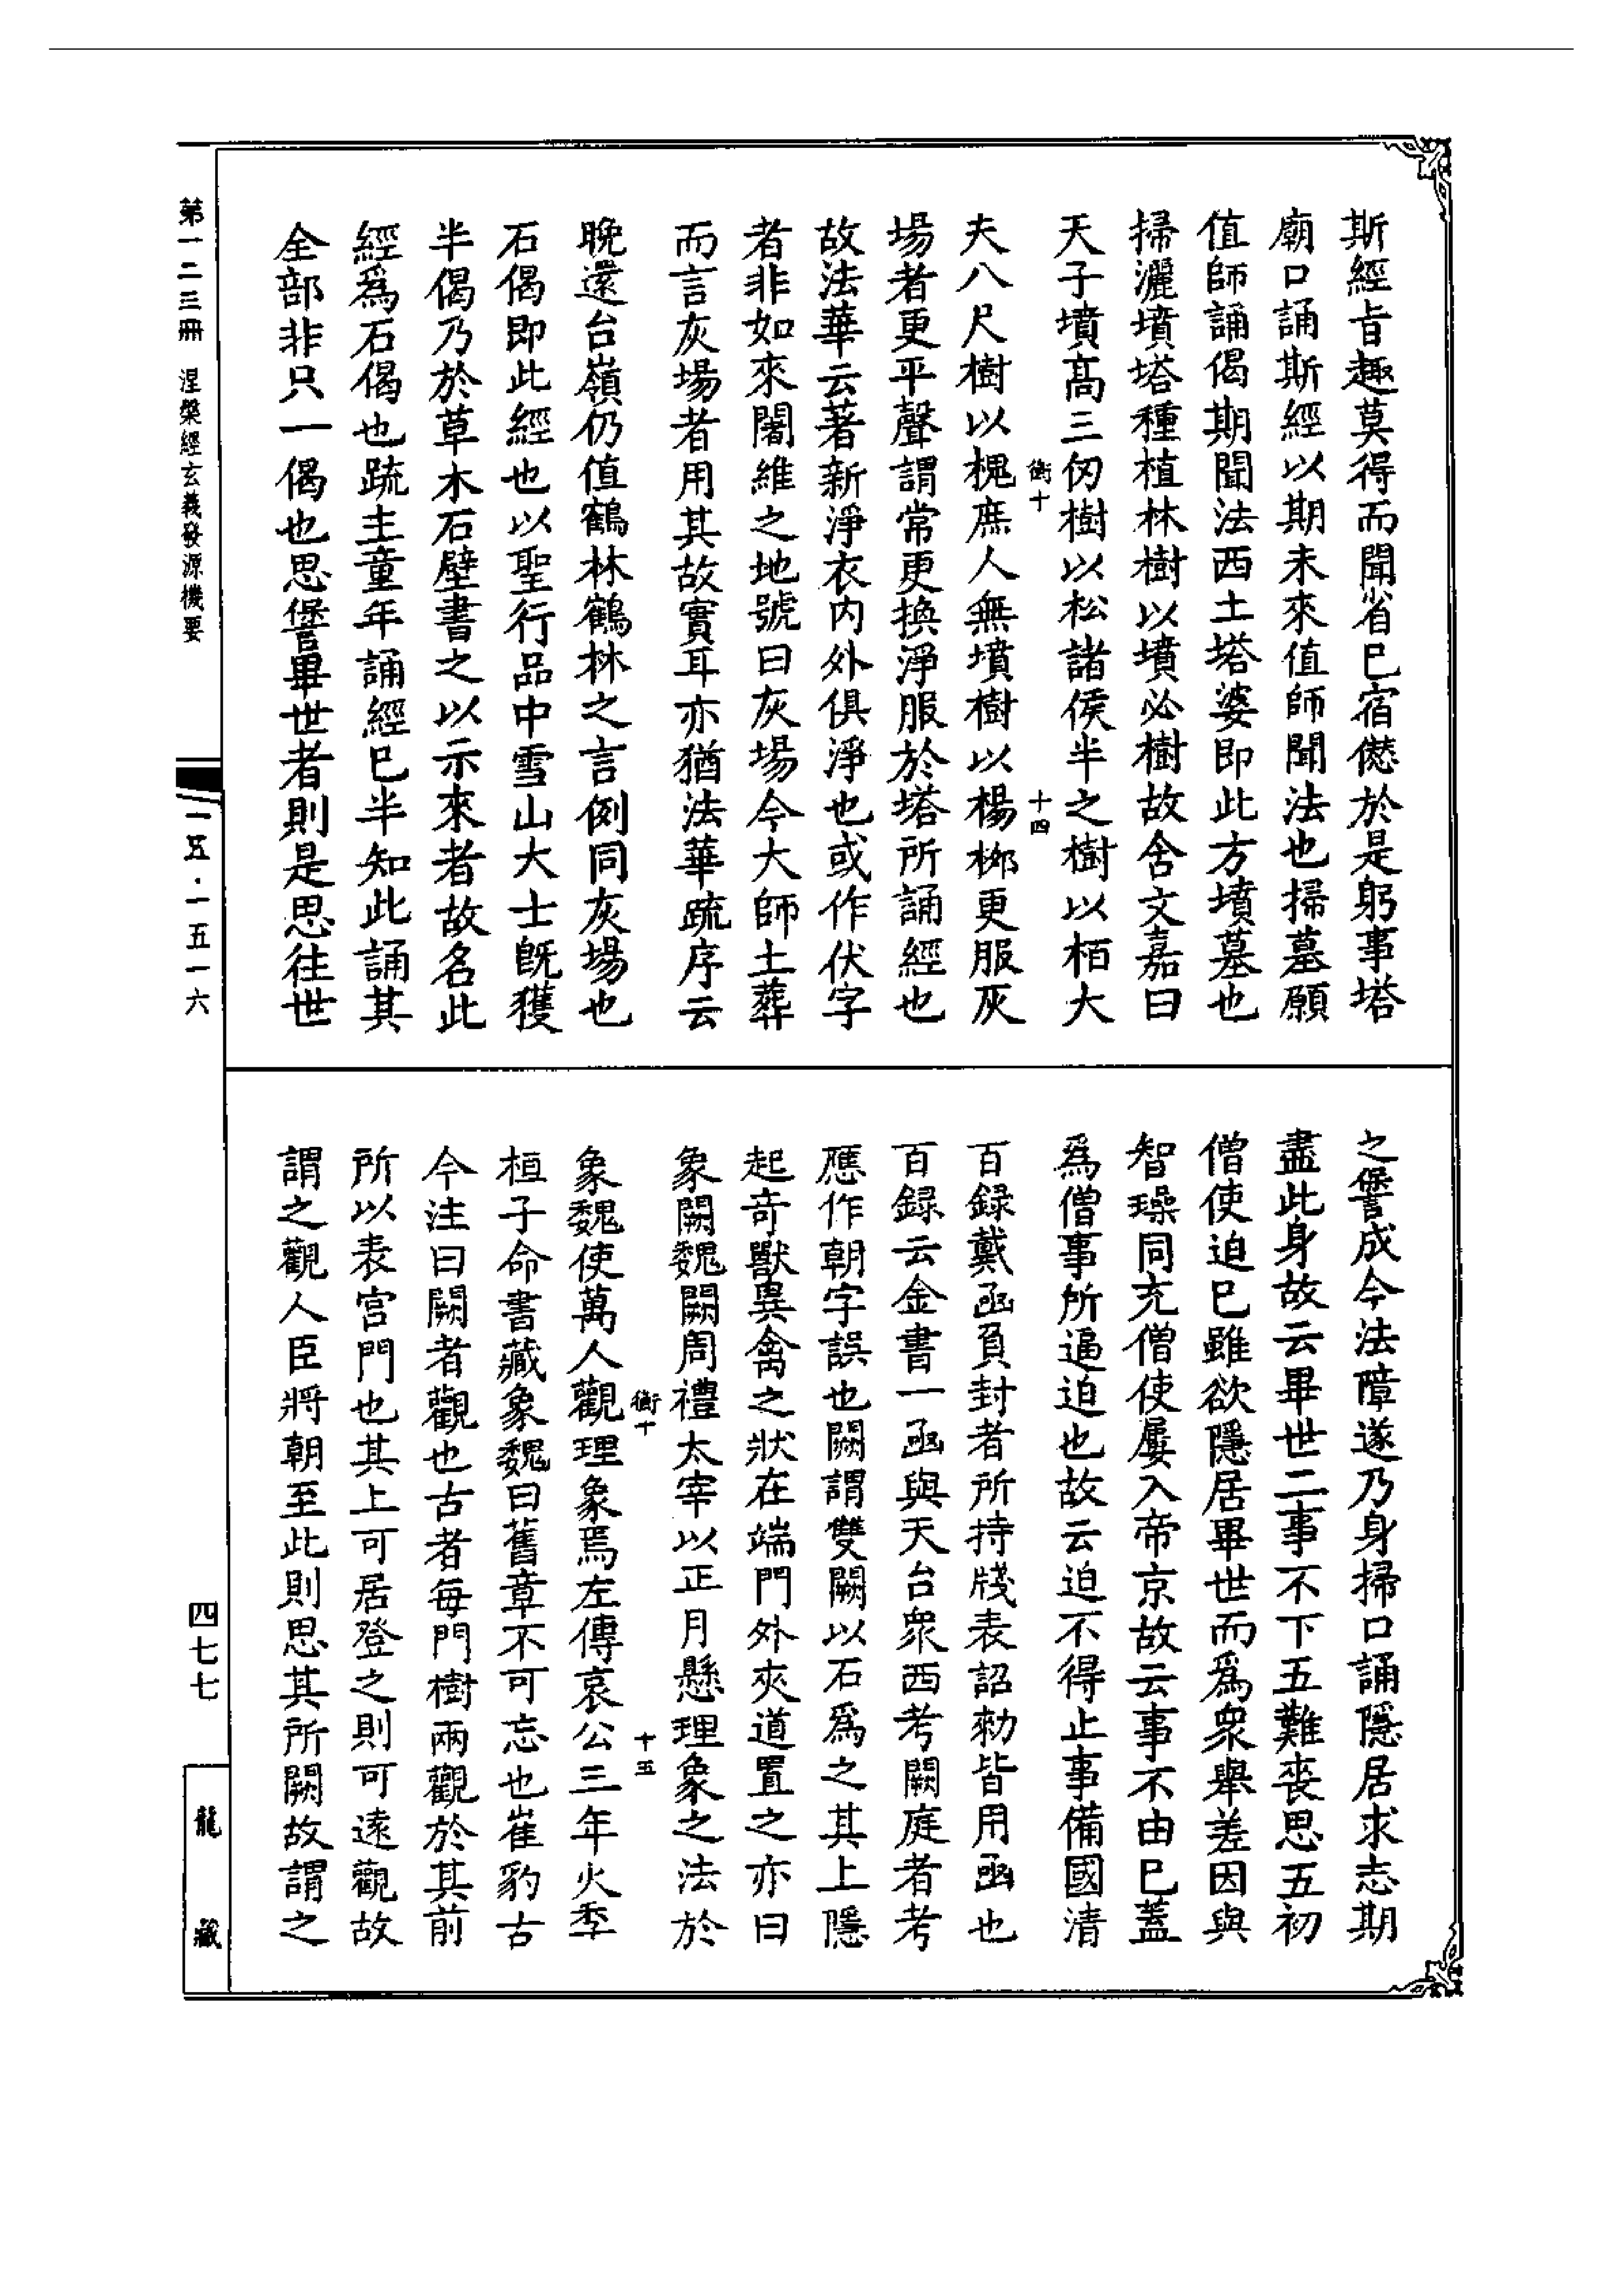 斯經旨趣莫得而聞省已宿愆於是躬事塔
廟口誦斯經以期未來值師聞法也掃墓願
值師誦偈期聞法西土塔婆即此方墳墓也
掃灑墳塔種植林樹以墳必樹故含文嘉曰
天子墳高三仞樹以松諸侯半之樹以栢大
衡十 十四
夫八尺樹以槐庶人無墳樹以楊栁更服灰
場者更平聲謂常更換淨服於塔所誦經也
故法華云著新淨衣内外俱淨也或作伏字
者非如來闍維之地號曰灰場今大師土葬
而言灰場者用其故實耳亦猶法華疏序云
晚還台嶺仍值鶴林鶴林之言例同灰場也
石偈即此經也以聖行品中雪山大士旣獲
半偈乃於草木石壁書之以示來者故名此
經爲石偈也疏主童年誦經已半知此誦其
全部非只一偈也思㘅畢世者則是思往世
之㘅成今法障遂乃身掃口誦隱居求志期
盡此身故云畢世二事不下五難喪思五初
僧使迫已雖欲隱居畢世而爲衆舉差因與
智璪同充僧使屢入帝京故云事不由已蓋
爲僧事所逼迫也故云迫不得止事備國清
百録戴函負封者所持牋表詔勑皆用函也
百録云金書一函與天台衆西考闕庭者考
應作朝字誤也闕謂雙闕以石爲之其上隱
起奇獸異禽之狀在端門外夾道置之亦曰
象闕魏闕周禮太宰以正月懸理象之法於
衡十 十五
象魏使萬人觀理象焉左傳哀公三年火季
桓子命書藏象魏曰舊章不可忘也崔豹古
今注曰闕者觀也古者每門樹兩觀於其前
所以表宫門也其上可居登之則可遠觀故
謂之觀人臣將朝至此則思其所闕故謂之
第一二三冊 涅槃經玄義發源機要
一五·一五一六
四七七
龍藏